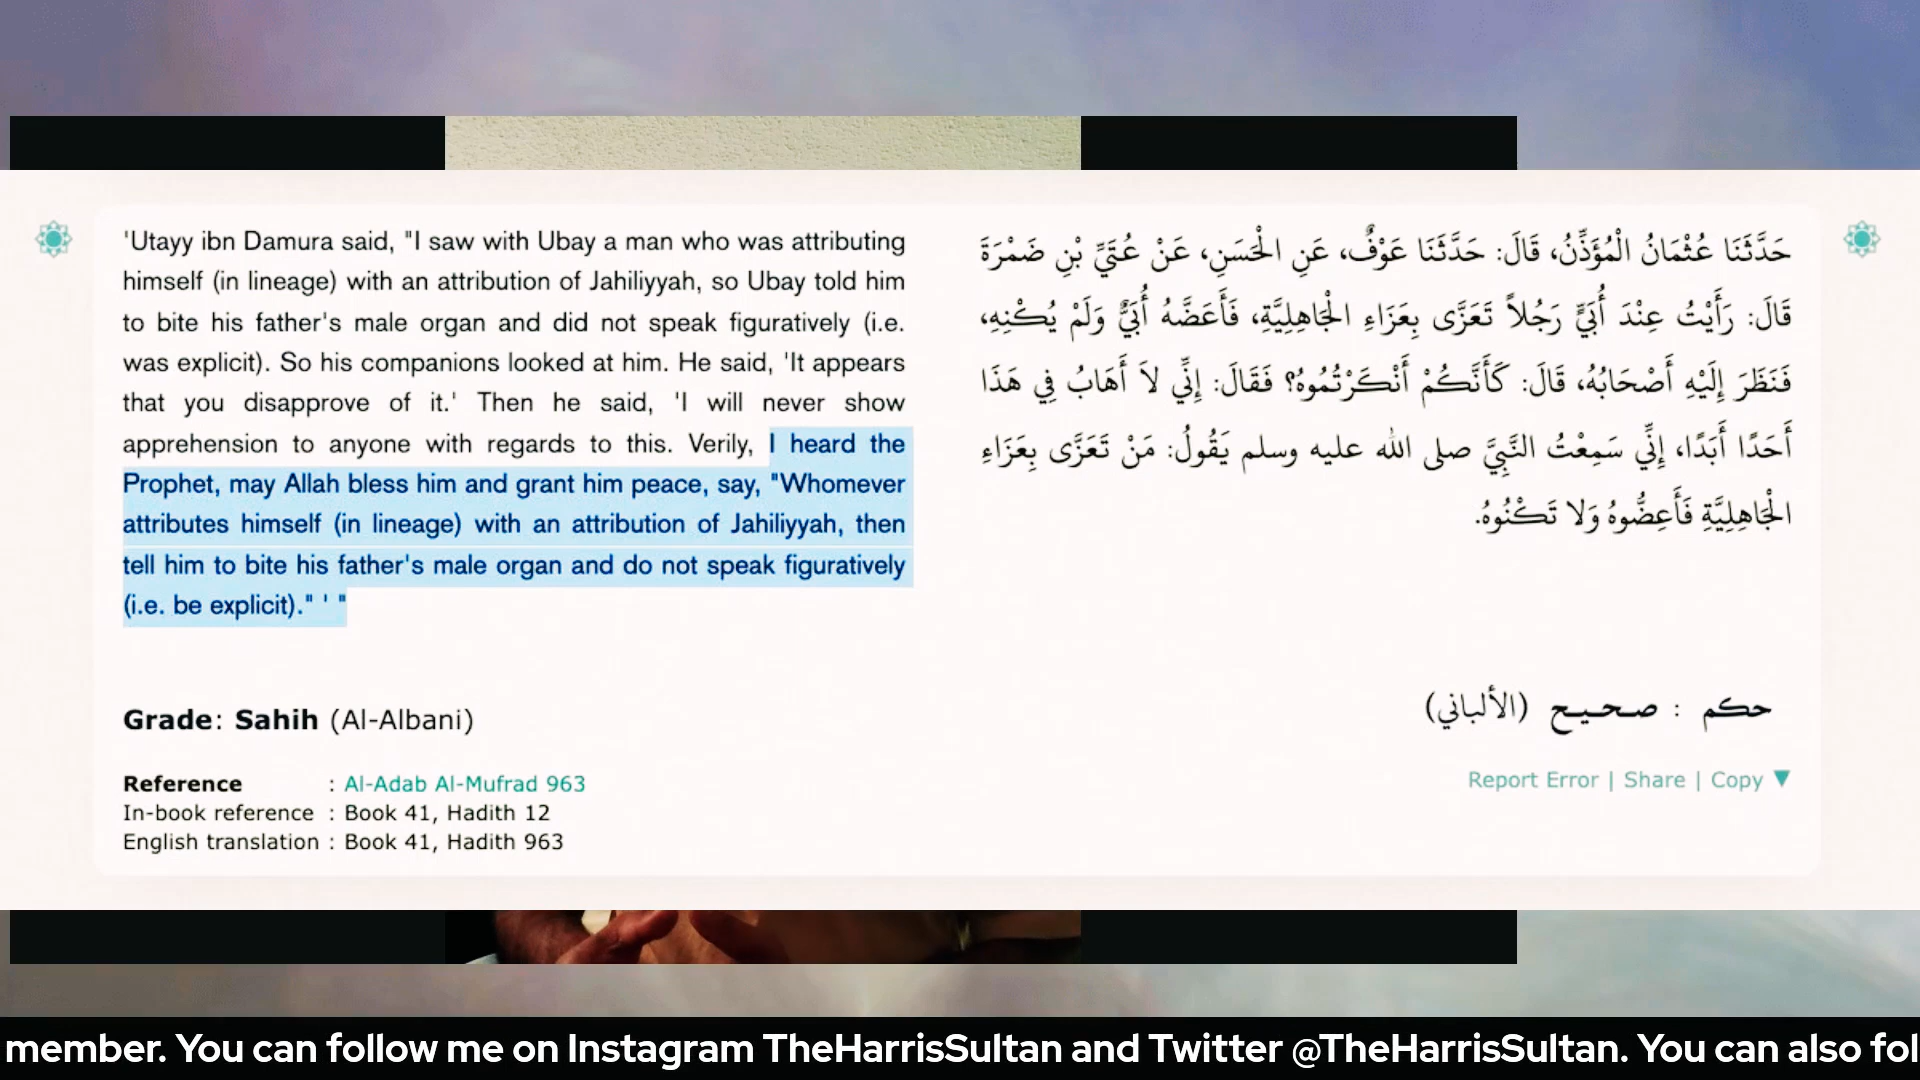 'Utayy ibn Damura said, "I saw with Ubay a man who was attributing
himself (in lineage) with an attribution of Jahiliyyah, so Ubay told him
to bite his father's male organ and did not speak figuratively (i.e.
was explicit). So his companions looked at him. He said, 'It appears
that you disapprove of it.' Then he said, 'I will never show
apprehension to anyone with regards to this. Verily, I heard the
Prophet, may Allah bless him and grant him peace, say, "Whomever
attributes himself (in lineage) with an attribution of Jahiliyyah, then
tell him to bite his father's male organ and do not speak figuratively
(i.e. be explicit)." ' "
حَدَّثَنَا عُثْمَانُ الْمُؤَذِّنُ، قَالَ: حَدَّثَنَا عَوْفٌ، عَنِ الْحَسَنِ، عَنْ عُتَيِّ بْنِ ضَمْرَةَ
قَالَ: رَأَيْتُ عِنْدَ أُبَيٍّ رَجُلاً تَعَزَّى بِعَزَاءِ الْجَاهِلِيَّةِ، فَأَعَضَّهُ أُبَيٌّ وَلَمْ يُكْنِهِ،
فَنَظَرَ إِلَيْهِ أَصْحَابُهُ، قَالَ: كَأَنَّكُمْ أَنْكَرْتُمُوهُ؟ فَقَالَ: إِنِّي لاَ أَهَابُ فِي هَذَا
أَحَدًا أَبَدًا، إِنِّي سَمِعْتُ النَّبِيَّ صلى الله عليه وسلم يَقُولُ: مَنْ تَعَزَّى بِعَزَاءِ
الْجَاهِلِيَّةِ فَأَعِضُّوهُ وَلا تَكْنُوهُ.
Grade: Sahih (Al-Albani)
حكم : صحيح (الألباني)
Reference : Al-Adab Al-Mufrad 963
In-book reference : Book 41, Hadith 12
English translation : Book 41, Hadith 963
Report Error | Share | Copy ▼
member. You can follow me on Instagram TheHarrisSultan and Twitter @TheHarrisSultan. You can also fol